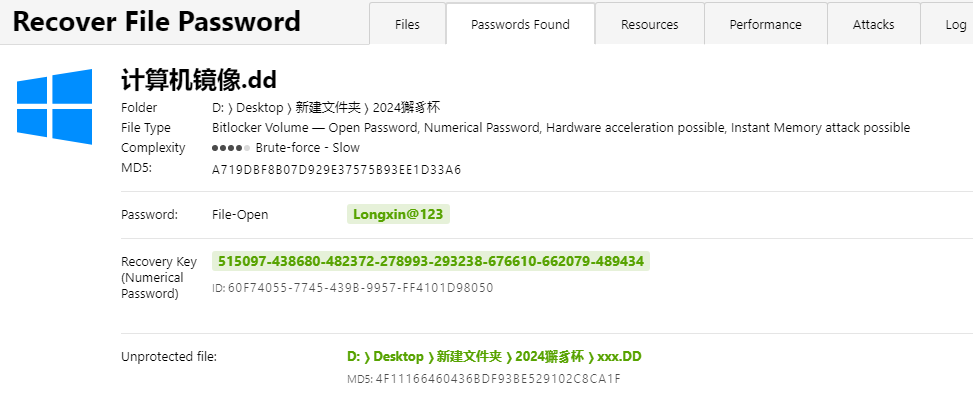 Recover File Password
Files
Passwords Found
Resources
Performance
Attacks
Log
计算机镜像.dd
Folder D: ❭ Desktop ❭ 新建文件夹 ❭ 2024獬豸杯
File Type Bitlocker Volume — Open Password, Numerical Password, Hardware acceleration possible, Instant Memory attack possible
Complexity Brute-force - Slow
MD5: A719DBF8B07D929E37575B93EE1D33A6
Password: File-Open Longxin@123
Recovery Key (Numerical Password) 515097-438680-482372-278993-293238-676610-662079-489434
ID: 60F74055-7745-439B-9957-FF4101D98050
Unprotected file: D: ❭ Desktop ❭ 新建文件夹 ❭ 2024獬豸杯 ❭ xxx.DD
MD5: 4F11166460436BDF93BE529102C8CA1F